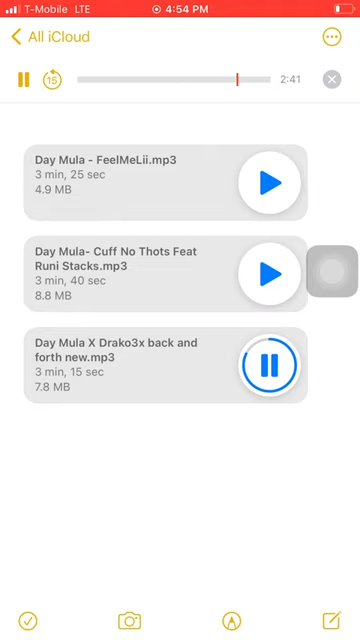 T-Mobile LTE 4:54 PM
All iCloud
15 2:41
Day Mula - FeelMeLii.mp3
3 min, 25 sec
4.9 MB
Day Mula- Cuff No Thots Feat
Runi Stacks.mp3
3 min, 40 sec
8.8 MB
Day Mula X Drako3x back and
forth new.mp3
3 min, 15 sec
7.8 MB